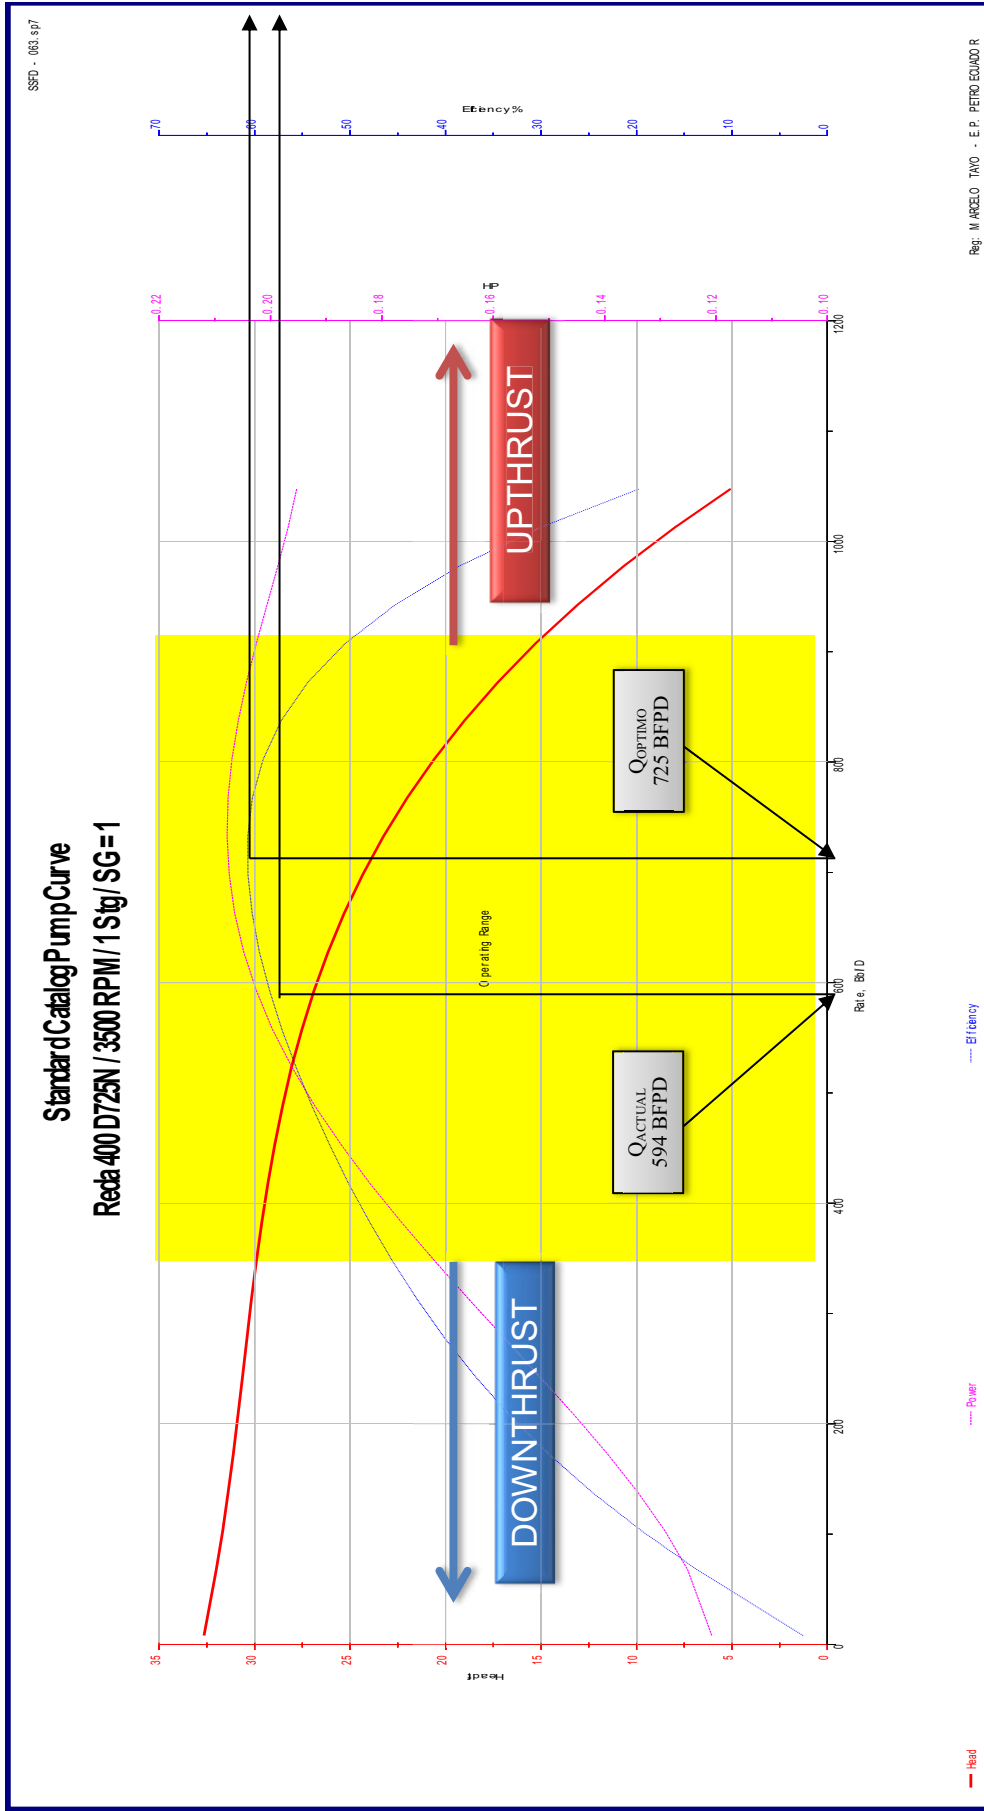 SSFD - 063.sp7
Standard Catalog Pump Curve
Reda 400 D725N / 3500 RPM / 1 Stg / SG = 1
Head ft
35
30
25
20
15
10
5
0
HP
0.22
0.20
0.18
0.16
0.14
0.12
0.10
Efficiency %
70
60
50
40
30
20
10
0
DOWNTHRUST
UPTHRUST
Operating Range
QACTUAL
594 BFPD
QOPTIMO
725 BFPD
0
200
400
600
800
1000
1200
Rate, Bbl/D
Head
Power
Efficiency
Reg: MARCELO TAYO - E.P. PETROECUADOR